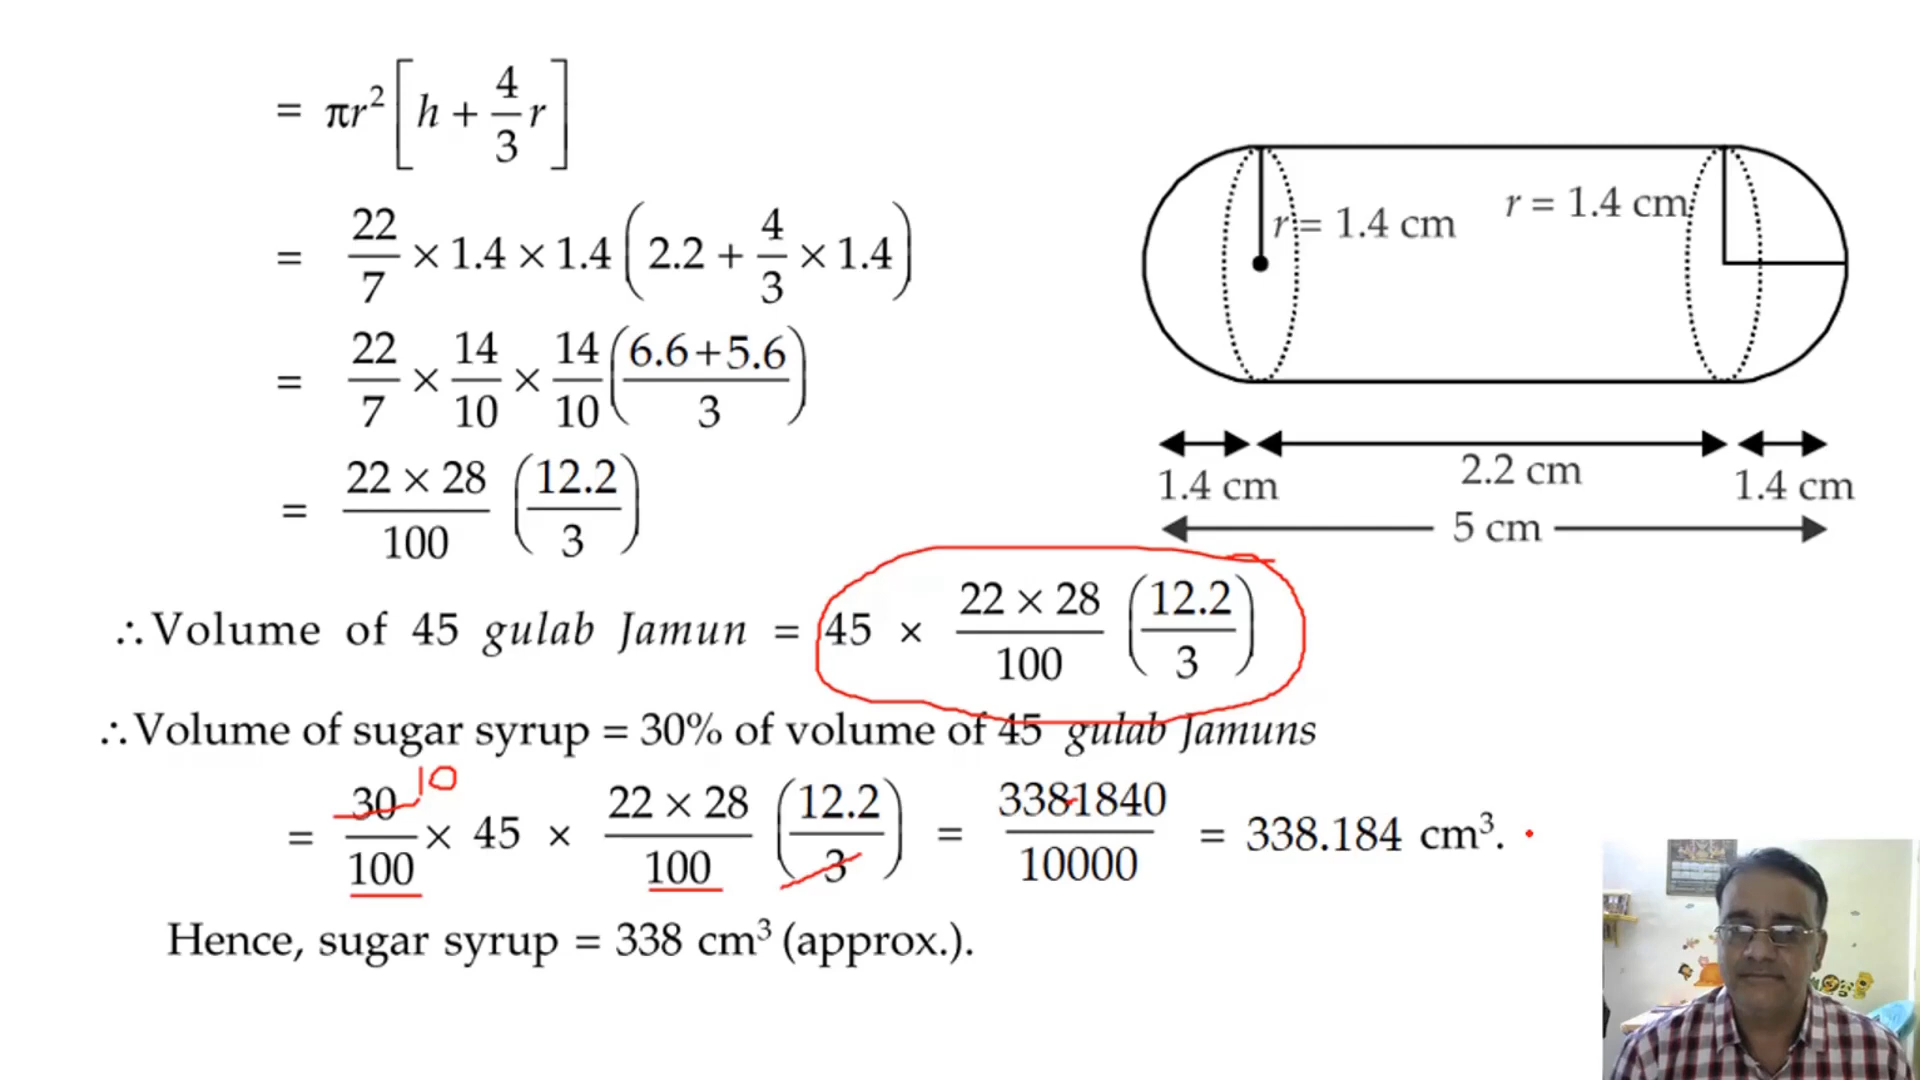 = πr²[h + 4/3 r]
= 22/7 × 1.4 × 1.4 (2.2 + 4/3 × 1.4)
= 22/7 × 14/10 × 14/10 ((6.6+5.6)/3)
= (22 × 28)/100 (12.2/3)
r = 1.4 cm
r = 1.4 cm
1.4 cm
2.2 cm
1.4 cm
5 cm
∴Volume of 45 gulab Jamun = 45 × (22 × 28)/100 (12.2/3)
∴Volume of sugar syrup = 30% of volume of 45 gulab Jamuns
10
= 30/100 × 45 × (22 × 28)/100 (12.2/3) = 3381840/10000 = 338.184 cm³.
Hence, sugar syrup = 338 cm³ (approx.).